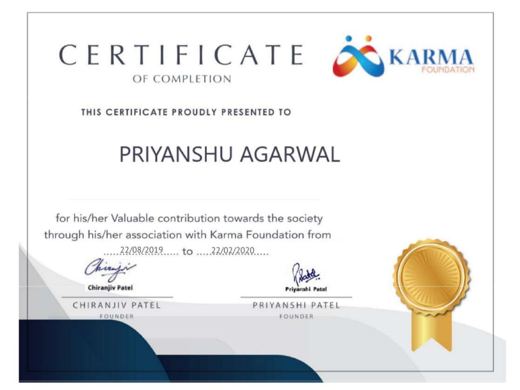 CERTIFICATE
OF COMPLETION
KARMA
FOUNDATION
THIS CERTIFICATE PROUDLY PRESENTED TO
PRIYANSHU AGARWAL
for his/her Valuable contribution towards the society
through his/her association with Karma Foundation from
......22/08/2019...... to .....22/02/2020.....
Chiranjiv Patel
Priyanshi Patel
CHIRANJIV PATEL
PRIYANSHI PATEL
FOUNDER
FOUNDER